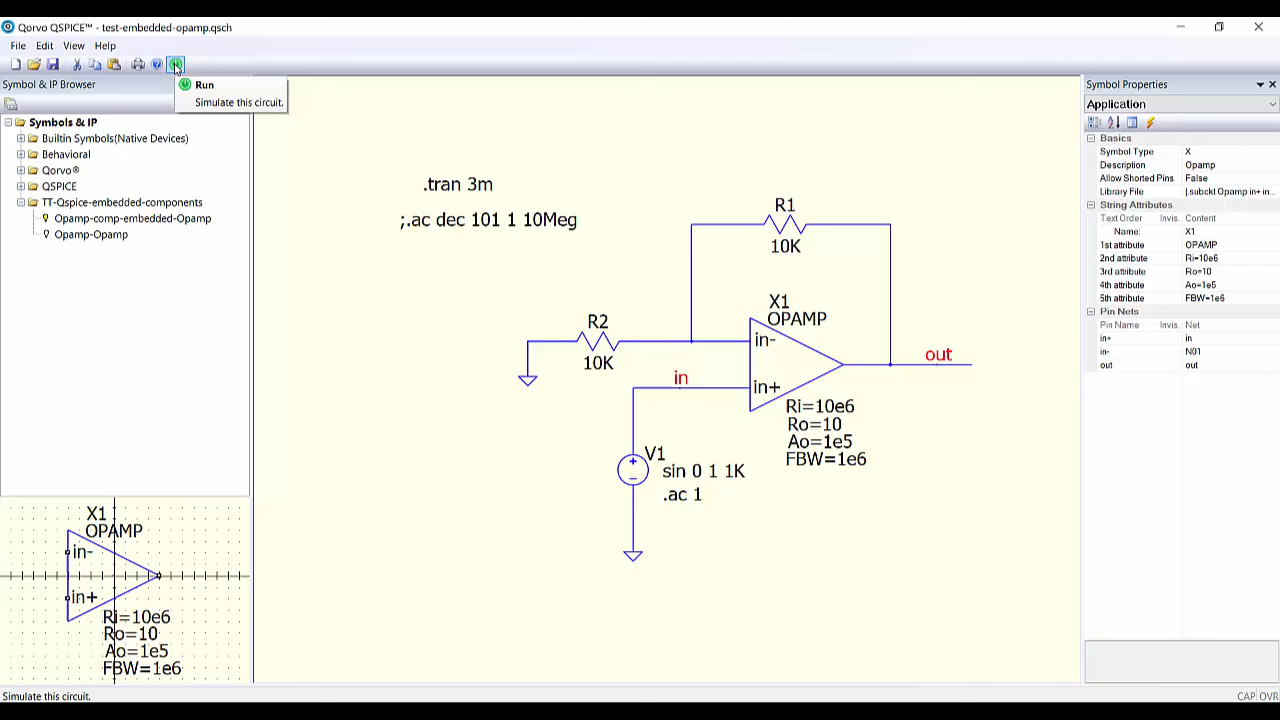 Qorvo QSPICE™ - test-embedded-opamp.qsch
File Edit View Help
Symbol & IP Browser
Run
Simulate this circuit.
Symbols & IP
Builtin Symbols(Native Devices)
Behavioral
Qorvo®
QSPICE
TT-Qspice-embedded-components
Opamp-comp-embedded-Opamp
Opamp-Opamp
X1
OPAMP
in-
in+
Ri=10e6
Ro=10
Ao=1e5
FBW=1e6
.tran 3m
;.ac dec 101 1 10Meg
R1
10K
R2
10K
X1
OPAMP
in-
in+
out
in
Ri=10e6
Ro=10
Ao=1e5
FBW=1e6
V1
sin 0 1 1K
.ac 1
Symbol Properties
Application
Basics
Symbol Type X
Description Opamp
Allow Shorted Pins False
Library File |.subckt Opamp in+ in...
String Attributes
Text Order Invis. Content
Name: X1
1st attribute OPAMP
2nd attribute Ri=10e6
3rd attribute Ro=10
4th attribute Ao=1e5
5th attribute FBW=1e6
Pin Nets
Pin Name Invis. Net
in+ in
in- N01
out out
Simulate this circuit.
CAP OVR